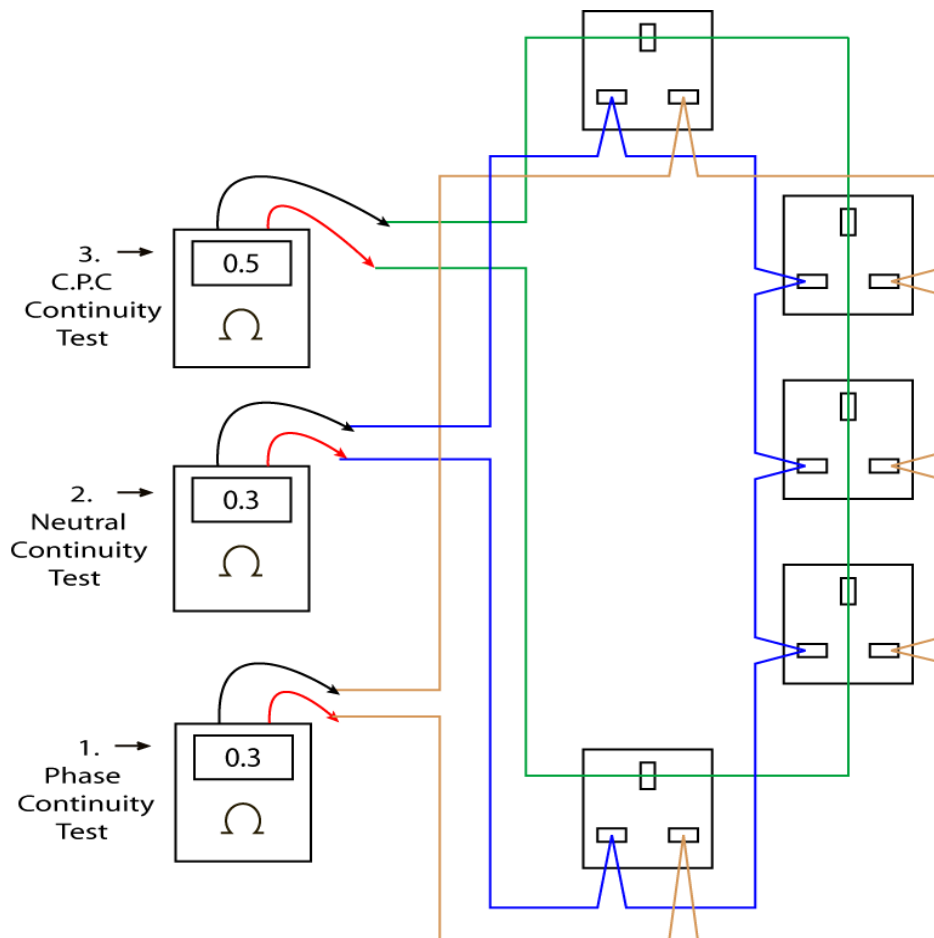 3.
C.P.C
Continuity
Test
0.5
Ω
2.
Neutral
Continuity
Test
0.3
Ω
1.
Phase
Continuity
Test
0.3
Ω